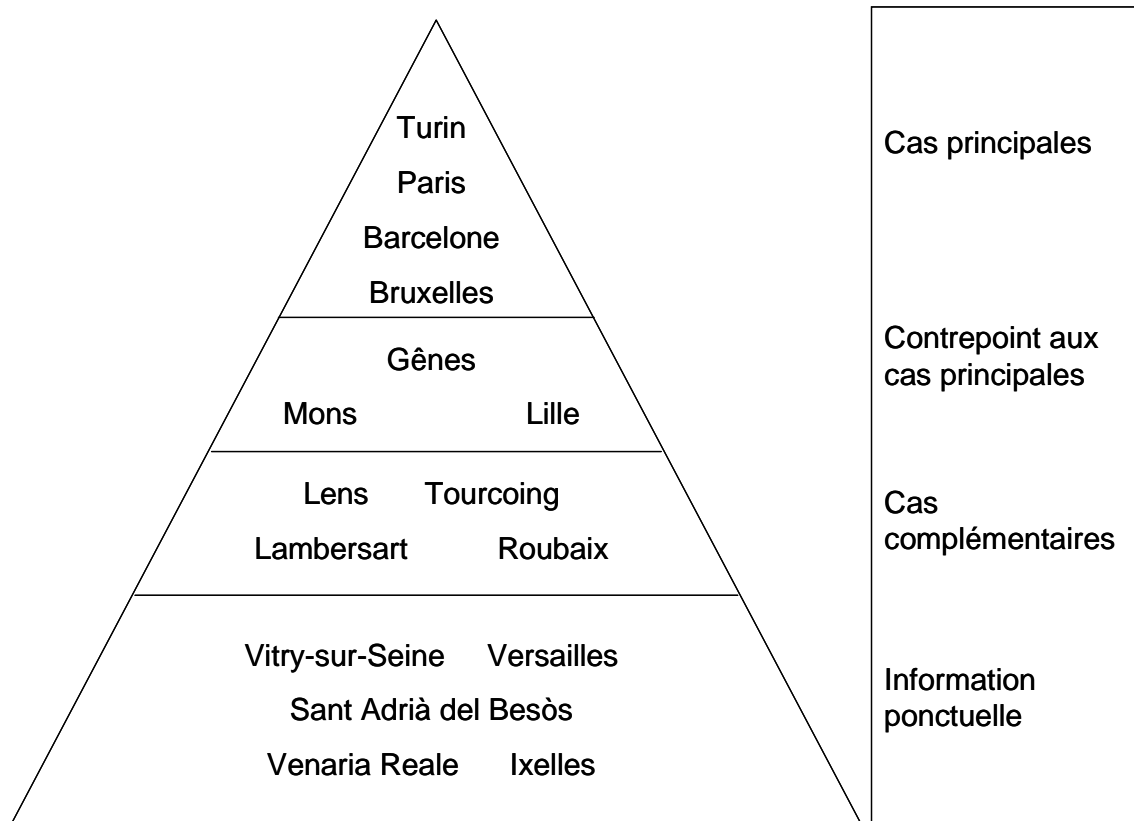 Turin
Paris
Barcelone
Bruxelles
Cas principales
Gênes
Mons Lille
Contrepoint aux
cas principales
Lens Tourcoing
Lambersart Roubaix
Cas
complémentaires
Vitry-sur-Seine Versailles
Sant Adrià del Besòs
Venaria Reale Ixelles
Information
ponctuelle